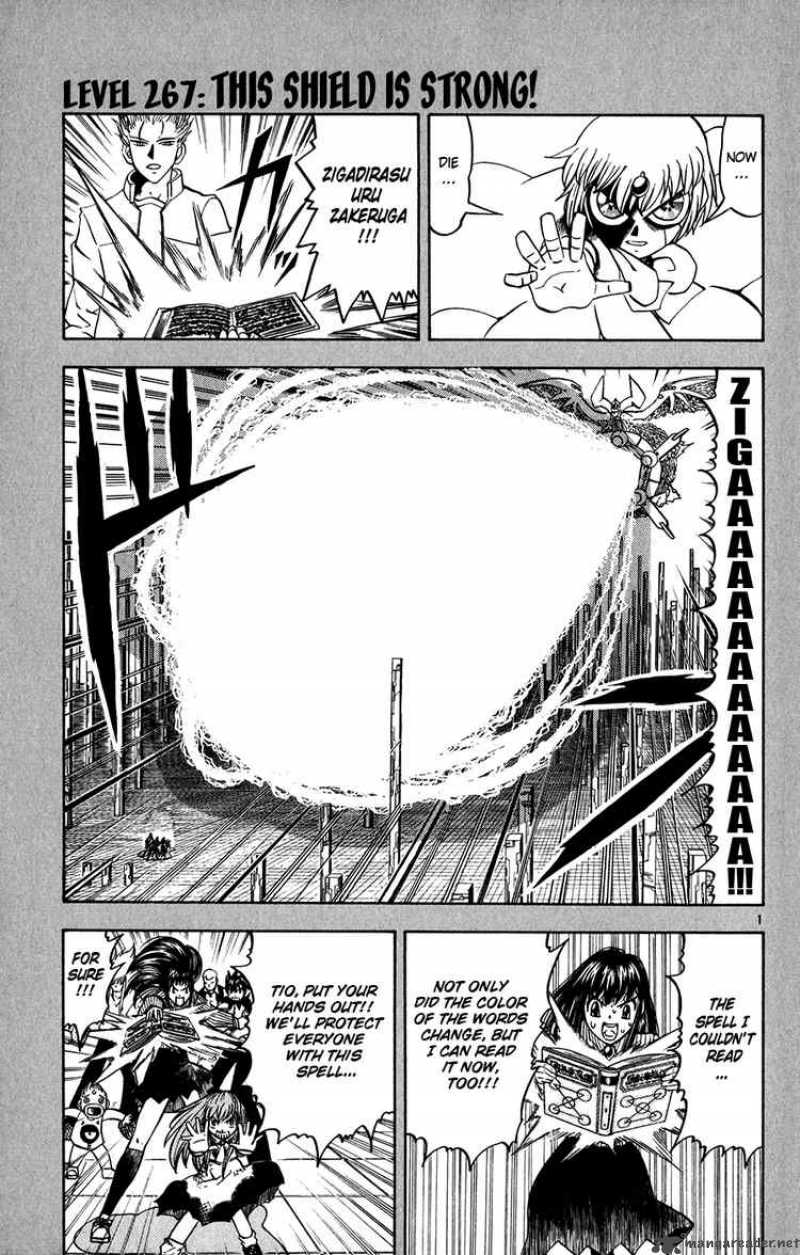 LEVEL 267: THIS SHIELD IS STRONG!
NOW
...
DIE
...
ZIGADIRASU
URU
ZAKERUGA
!!!
ZIGAAAAAAAAAAAAAA!!!
1
THE
SPELL I
COULDN'T
READ
...
NOT ONLY
DID THE COLOR
OF THE WORDS
CHANGE, BUT
I CAN READ
IT NOW,
TOO!!!
TIO, PUT YOUR
HANDS OUT!!
WE'LL PROTECT
EVERYONE
WITH THIS
SPELL...
FOR
SURE
!!!
mangareader.net